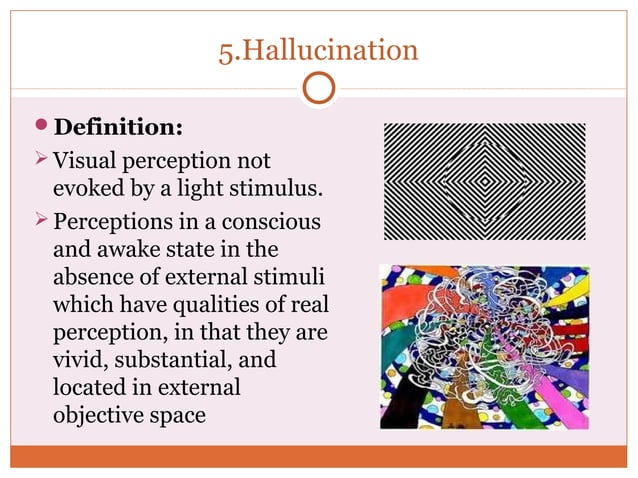 5.Hallucination
Definition:
Visual perception not
evoked by a light stimulus.
Perceptions in a conscious
and awake state in the
absence of external stimuli
which have qualities of real
perception, in that they are
vivid, substantial, and
located in external
objective space